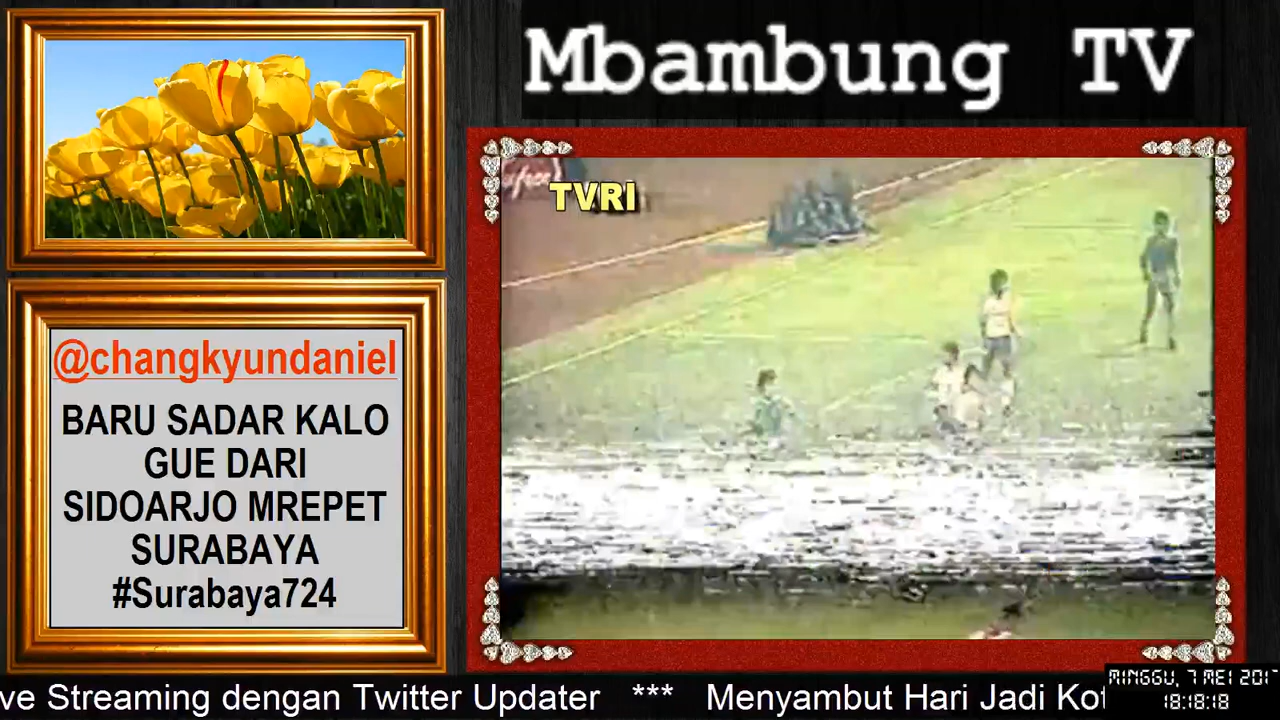 Mbambung TV
TVRI
@changkyundaniel
BARU SADAR KALO
GUE DARI
SIDOARJO MREPET
SURABAYA
#Surabaya724
ve Streaming dengan Twitter Updater *** Menyambut Hari Jadi Kot
MINGGU, 7 MEI 2017
18:18:18